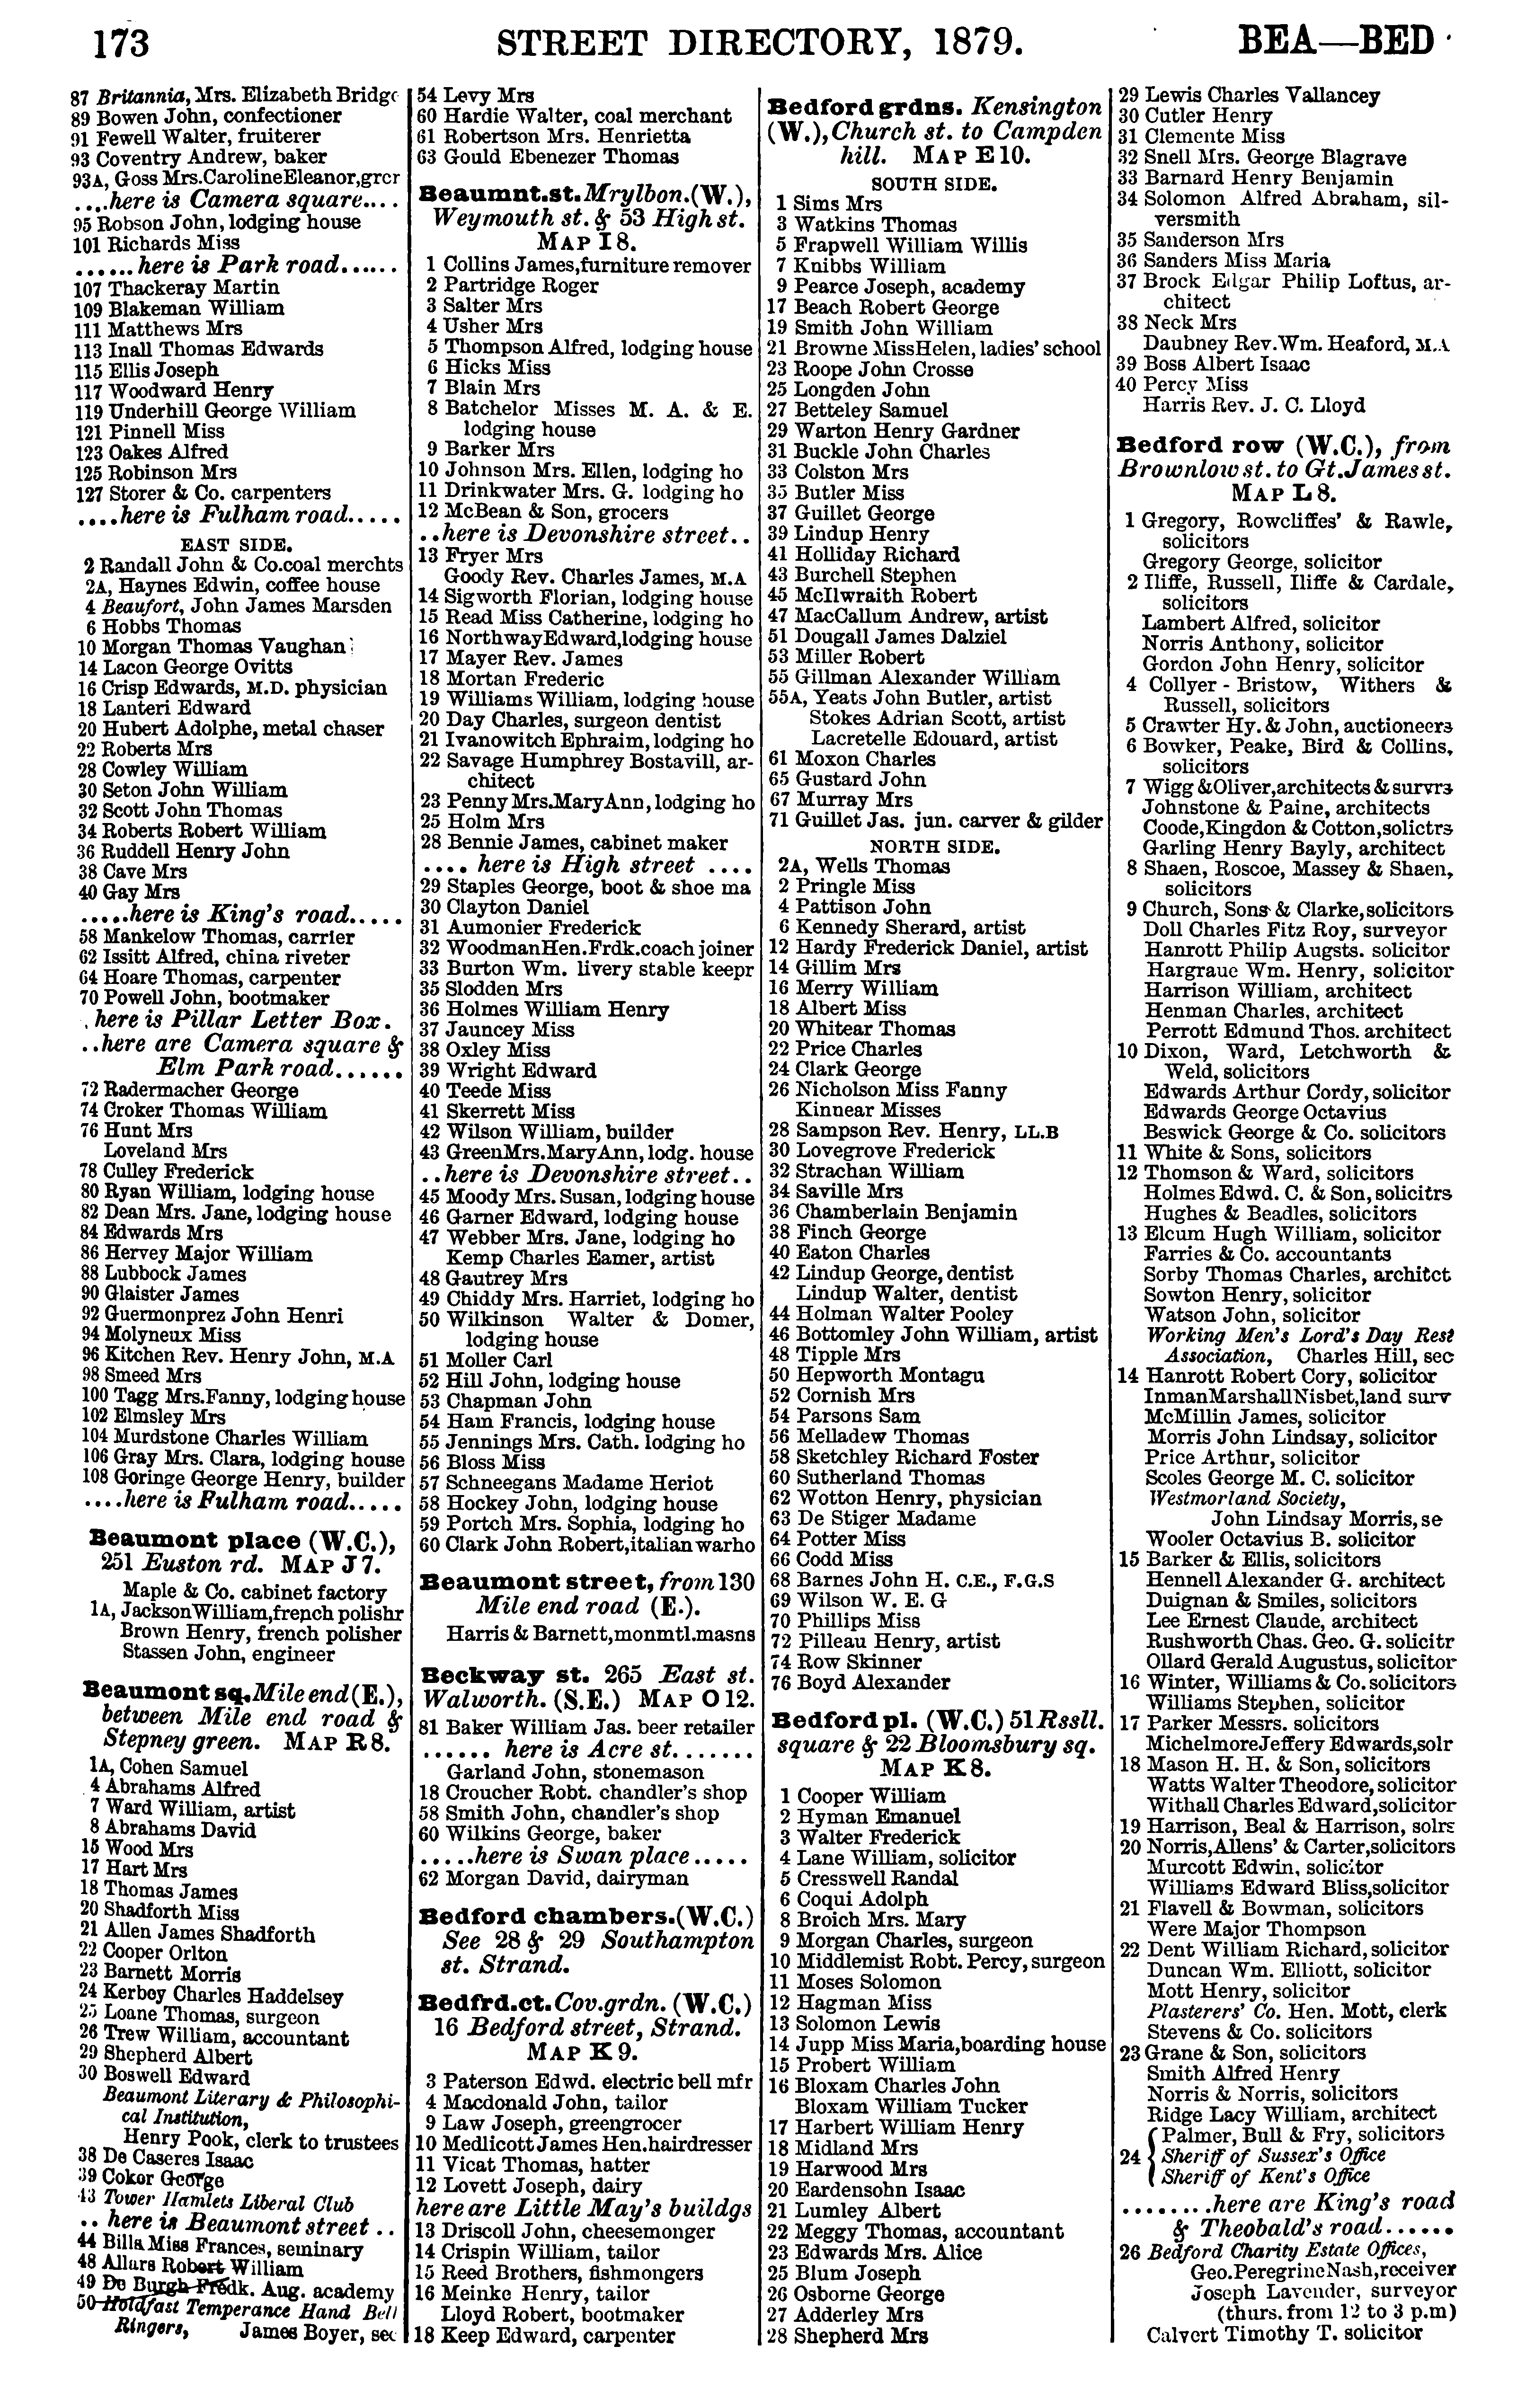 173
STREET DIRECTORY, 1879.
BEA—BED
87 Britannia, Mrs. Elizabeth Bridge
89 Bowen John, confectioner
91 Fewell Walter, fruiterer
93 Coventry Andrew, baker
93A, Goss Mrs.CarolineEleanor,grcr
....here is Camera square....
95 Robson John, lodging house
101 Richards Miss
......here is Park road......
107 Thackeray Martin
109 Blakeman William
111 Matthews Mrs
113 Inall Thomas Edwards
115 Ellis Joseph
117 Woodward Henry
119 Underhill George William
121 Pinnell Miss
123 Oakes Alfred
125 Robinson Mrs
127 Storer & Co. carpenters
....here is Fulham road.....
EAST SIDE.
2 Randall John & Co.coal merchts
2A, Haynes Edwin, coffee house
4 Beaufort, John James Marsden
6 Hobbs Thomas
10 Morgan Thomas Vaughan
14 Lacon George Ovitts
16 Crisp Edwards, M.D. physician
18 Lanteri Edward
20 Hubert Adolphe, metal chaser
22 Roberts Mrs
28 Cowley William
30 Seton John William
32 Scott John Thomas
34 Roberts Robert William
36 Ruddell Henry John
38 Cave Mrs
40 Gay Mrs
.....here is King's road.....
58 Mankelow Thomas, carrier
62 Issitt Alfred, china riveter
64 Hoare Thomas, carpenter
70 Powell John, bootmaker
. here is Pillar Letter Box.
..here are Camera square &
Elm Park road......
72 Radermacher George
74 Croker Thomas William
76 Hunt Mrs
Loveland Mrs
78 Culley Frederick
80 Ryan William, lodging house
82 Dean Mrs. Jane, lodging house
84 Edwards Mrs
86 Hervey Major William
88 Lubbock James
90 Glaister James
92 Guermonprez John Henri
94 Molyneux Miss
96 Kitchen Rev. Henry John, M.A
98 Smeed Mrs
100 Tagg Mrs.Fanny, lodging house
102 Elmsley Mrs
104 Murdstone Charles William
106 Gray Mrs. Clara, lodging house
108 Goringe George Henry, builder
....here is Fulham road.....
Beaumont place (W.C.),
251 Euston rd. MAP J 7.
Maple & Co. cabinet factory
1A, JacksonWilliam,french polishr
Brown Henry, french polisher
Stassen John, engineer
Beaumont sq.Mile end (E.),
between Mile end road &
Stepney green. MAP R 8.
1A, Cohen Samuel
4 Abrahams Alfred
7 Ward William, artist
8 Abrahams David
15 Wood Mrs
17 Hart Mrs
18 Thomas James
20 Shadforth Miss
21 Allen James Shadforth
22 Cooper Orlton
23 Barnett Morris
24 Kerbey Charles Haddelsey
25 Loane Thomas, surgeon
26 Trew William, accountant
29 Shepherd Albert
30 Boswell Edward
Beaumont Literary & Philosophi-
cal Institution,
Henry Pook, clerk to trustees
38 De Caseres Isaac
39 Coker George
43 Tower Hamlets Liberal Club
.. here is Beaumont street ..
44 Bills Miss Frances, seminary
48 Allars Robert William
49 De Burgh Fredk. Aug. academy
50 Holdfast Temperance Hand Bell
Ringers, James Boyer, sec
54 Levy Mrs
60 Hardie Walter, coal merchant
61 Robertson Mrs. Henrietta
63 Gould Ebenezer Thomas
Beaumnt.st.Mrylbon.(W.),
Weymouth st. & 53 High st.
MAP I 8.
1 Collins James,furniture remover
2 Partridge Roger
3 Salter Mrs
4 Usher Mrs
5 Thompson Alfred, lodging house
6 Hicks Miss
7 Blain Mrs
8 Batchelor Misses M. A. & E.
lodging house
9 Barker Mrs
10 Johnson Mrs. Ellen, lodging ho
11 Drinkwater Mrs. G. lodging ho
12 McBean & Son, grocers
..here is Devonshire street..
13 Fryer Mrs
Goody Rev. Charles James, M.A
14 Sigworth Florian, lodging house
15 Read Miss Catherine, lodging ho
16 NorthwayEdward,lodging house
17 Mayer Rev. James
18 Mortan Frederic
19 Williams William, lodging house
20 Day Charles, surgeon dentist
21 Ivanowitch Ephraim, lodging ho
22 Savage Humphrey Bostavill, ar-
chitect
23 Penny Mrs.MaryAnn, lodging ho
25 Holm Mrs
28 Bennie James, cabinet maker
.... here is High street ....
29 Staples George, boot & shoe ma
30 Clayton Daniel
31 Aumonier Frederick
32 WoodmanHen.Frdk.coach joiner
33 Burton Wm. livery stable keepr
35 Slodden Mrs
36 Holmes William Henry
37 Jauncey Miss
38 Oxley Miss
39 Wright Edward
40 Teede Miss
41 Skerrett Miss
42 Wilson William, builder
43 GreenMrs.MaryAnn, lodg. house
..here is Devonshire street..
45 Moody Mrs. Susan, lodging house
46 Garner Edward, lodging house
47 Webber Mrs. Jane, lodging ho
Kemp Charles Eamer, artist
48 Gautrey Mrs
49 Chiddy Mrs. Harriet, lodging ho
50 Wilkinson Walter & Domer,
lodging house
51 Moller Carl
52 Hill John, lodging house
53 Chapman John
54 Ham Francis, lodging house
55 Jennings Mrs. Cath. lodging ho
56 Bloss Miss
57 Schneegans Madame Heriot
58 Hockey John, lodging house
59 Portch Mrs. Sophia, lodging ho
60 Clark John Robert,italian warho
Beaumont street, from 130
Mile end road (E.).
Harris & Barnett,monmtl.masns
Beckway st. 265 East st.
Walworth. (S.E.) MAP O 12.
81 Baker William Jas. beer retailer
...... here is Acre st.......
Garland John, stonemason
18 Croucher Robt. chandler's shop
58 Smith John, chandler's shop
60 Wilkins George, baker
.....here is Swan place.....
62 Morgan David, dairyman
Bedford chambers.(W.C.)
See 28 & 29 Southampton
st. Strand.
Bedfrd.ct.Cov.grdn. (W.C.)
16 Bedford street, Strand.
MAP K 9.
3 Paterson Edwd. electric bell mfr
4 Macdonald John, tailor
9 Law Joseph, greengrocer
10 Medlicott James Hen.hairdresser
11 Vicat Thomas, hatter
12 Lovett Joseph, dairy
here are Little May's buildgs
13 Driscoll John, cheesemonger
14 Crispin William, tailor
15 Reed Brothers, fishmongers
16 Meinke Henry, tailor
Lloyd Robert, bootmaker
18 Keep Edward, carpenter
Bedford grdns. Kensington
(W.), Church st. to Campden
hill. MAP E 10.
SOUTH SIDE.
1 Sims Mrs
3 Watkins Thomas
5 Frapwell William Willis
7 Knibbs William
9 Pearce Joseph, academy
17 Beach Robert George
19 Smith John William
21 Browne MissHelen, ladies' school
23 Roope John Crosse
25 Longden John
27 Betteley Samuel
29 Warton Henry Gardner
31 Buckle John Charles
33 Colston Mrs
35 Butler Miss
37 Guillet George
39 Lindup Henry
41 Holliday Richard
43 Burchell Stephen
45 McIlwraith Robert
47 MacCallum Andrew, artist
51 Dougall James Dalziel
53 Miller Robert
55 Gillman Alexander William
55A, Yeats John Butler, artist
Stokes Adrian Scott, artist
Lacretelle Edouard, artist
61 Moxon Charles
65 Gustard John
67 Murray Mrs
71 Guillet Jas. jun. carver & gilder
NORTH SIDE.
2A, Wells Thomas
2 Pringle Miss
4 Pattison John
6 Kennedy Sherard, artist
12 Hardy Frederick Daniel, artist
14 Gillim Mrs
16 Merry William
18 Albert Miss
20 Whitear Thomas
22 Price Charles
24 Clark George
26 Nicholson Miss Fanny
Kinnear Misses
28 Sampson Rev. Henry, LL.B
30 Lovegrove Frederick
32 Strachan William
34 Saville Mrs
36 Chamberlain Benjamin
38 Finch George
40 Eaton Charles
42 Lindup George, dentist
Lindup Walter, dentist
44 Holman Walter Pooley
46 Bottomley John William, artist
48 Tipple Mrs
50 Hepworth Montagu
52 Cornish Mrs
54 Parsons Sam
56 Melladew Thomas
58 Sketchley Richard Foster
60 Sutherland Thomas
62 Wotton Henry, physician
63 De Stiger Madame
64 Potter Miss
66 Codd Miss
68 Barnes John H. C.E., F.G.S
69 Wilson W. E. G
70 Phillips Miss
72 Pilleau Henry, artist
74 Row Skinner
76 Boyd Alexander
Bedford pl. (W.C.) 51 Rssll.
square & 22 Bloomsbury sq.
MAP K 8.
1 Cooper William
2 Hyman Emanuel
3 Walter Frederick
4 Lane William, solicitor
5 Cresswell Randal
6 Coqui Adolph
8 Broich Mrs. Mary
9 Morgan Charles, surgeon
10 Middlemist Robt. Percy, surgeon
11 Moses Solomon
12 Hagman Miss
13 Solomon Lewis
14 Jupp Miss Maria,boarding house
15 Probert William
16 Bloxam Charles John
Bloxam William Tucker
17 Harbert William Henry
18 Midland Mrs
19 Harwood Mrs
20 Eardensohn Isaac
21 Lumley Albert
22 Meggy Thomas, accountant
23 Edwards Mrs. Alice
25 Blum Joseph
26 Osborne George
27 Adderley Mrs
28 Shepherd Mrs
29 Lewis Charles Vallancey
30 Cutler Henry
31 Clemente Miss
32 Snell Mrs. George Blagrave
33 Barnard Henry Benjamin
34 Solomon Alfred Abraham, sil-
versmith
35 Sanderson Mrs
36 Sanders Miss Maria
37 Brock Edgar Philip Loftus, ar-
chitect
38 Neck Mrs
Daubney Rev.Wm. Heaford, M.A
39 Boss Albert Isaac
40 Percy Miss
Harris Rev. J. C. Lloyd
Bedford row (W.C.), from
Brownlow st. to Gt.James st.
MAP L 8.
1 Gregory, Rowcliffes' & Rawle,
solicitors
Gregory George, solicitor
2 Iliffe, Russell, Iliffe & Cardale,
solicitors
Lambert Alfred, solicitor
Norris Anthony, solicitor
Gordon John Henry, solicitor
4 Collyer - Bristow, Withers &
Russell, solicitors
5 Crawter Hy. & John, auctioneers
6 Bowker, Peake, Bird & Collins,
solicitors
7 Wigg &Oliver,architects & survrs
Johnstone & Paine, architects
Coode,Kingdon & Cotton,solictrs
Garling Henry Bayly, architect
8 Shaen, Roscoe, Massey & Shaen,
solicitors
9 Church, Sons & Clarke,solicitors
Doll Charles Fitz Roy, surveyor
Hanrott Philip Augsts. solicitor
Hargraue Wm. Henry, solicitor
Harrison William, architect
Henman Charles, architect
Perrott Edmund Thos. architect
10 Dixon, Ward, Letchworth &
Weld, solicitors
Edwards Arthur Cordy, solicitor
Edwards George Octavius
Beswick George & Co. solicitors
11 White & Sons, solicitors
12 Thomson & Ward, solicitors
Holmes Edwd. C. & Son, solicitrs
Hughes & Beadles, solicitors
13 Elcum Hugh William, solicitor
Farries & Co. accountants
Sorby Thomas Charles, architct
Sowton Henry, solicitor
Watson John, solicitor
Working Men's Lord's Day Rest
Association, Charles Hill, sec
14 Hanrott Robert Cory, solicitor
InmanMarshallNisbet,land surv
McMillin James, solicitor
Morris John Lindsay, solicitor
Price Arthur, solicitor
Scoles George M. C. solicitor
Westmorland Society,
John Lindsay Morris, se
Wooler Octavius B. solicitor
15 Barker & Ellis, solicitors
Hennell Alexander G. architect
Duignan & Smiles, solicitors
Lee Ernest Claude, architect
Rushworth Chas. Geo. G. solicitr
Ollard Gerald Augustus, solicitor
16 Winter, Williams & Co. solicitors
Williams Stephen, solicitor
17 Parker Messrs. solicitors
MichelmoreJeffery Edwards,solr
18 Mason H. H. & Son, solicitors
Watts Walter Theodore, solicitor
Withall Charles Edward,solicitor
19 Harrison, Beal & Harrison, solrs
20 Norris,Allens' & Carter,solicitors
Murcott Edwin, solicitor
Williams Edward Bliss,solicitor
21 Flavell & Bowman, solicitors
Were Major Thompson
22 Dent William Richard, solicitor
Duncan Wm. Elliott, solicitor
Mott Henry, solicitor
Plasterers' Co. Hen. Mott, clerk
Stevens & Co. solicitors
23 Grane & Son, solicitors
Smith Alfred Henry
Norris & Norris, solicitors
Ridge Lacy William, architect
Palmer, Bull & Fry, solicitors
24 Sheriff of Sussex's Office
Sheriff of Kent's Office
........here are King's road
& Theobald's road......
26 Bedford Charity Estate Offices,
Geo.PeregrineNash,receiver
Joseph Lavender, surveyor
(thurs. from 12 to 3 p.m)
Calvert Timothy T. solicitor